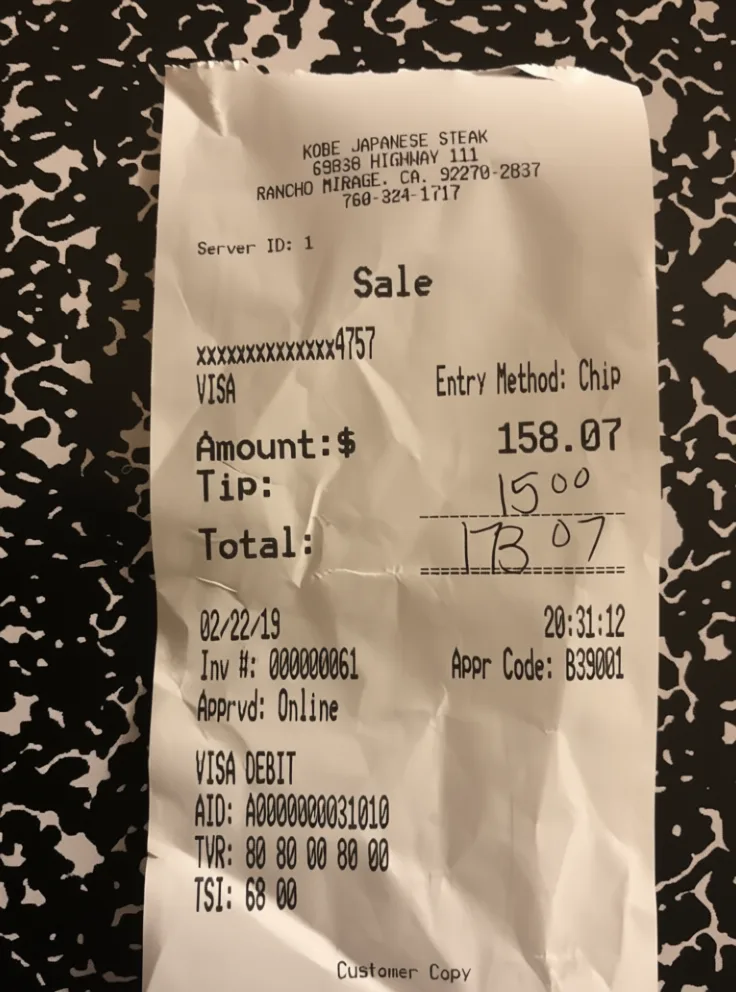 KOBE JAPANESE STEAK
69838 HIGHWAY 111
RANCHO MIRAGE. CA. 92270-2837
760-324-1717
Server ID: 1
Sale
xxxxxxxxxxxxxx4757
VISA Entry Method: Chip
Amount:$ 158.07
Tip: 15 00
Total: 173 07
02/22/19 20:31:12
Inv #: 000000061 Appr Code: B39001
Apprvd: Online
VISA DEBIT
AID: A0000000031010
TVR: 80 80 00 80 00
TSI: 68 00
Customer Copy